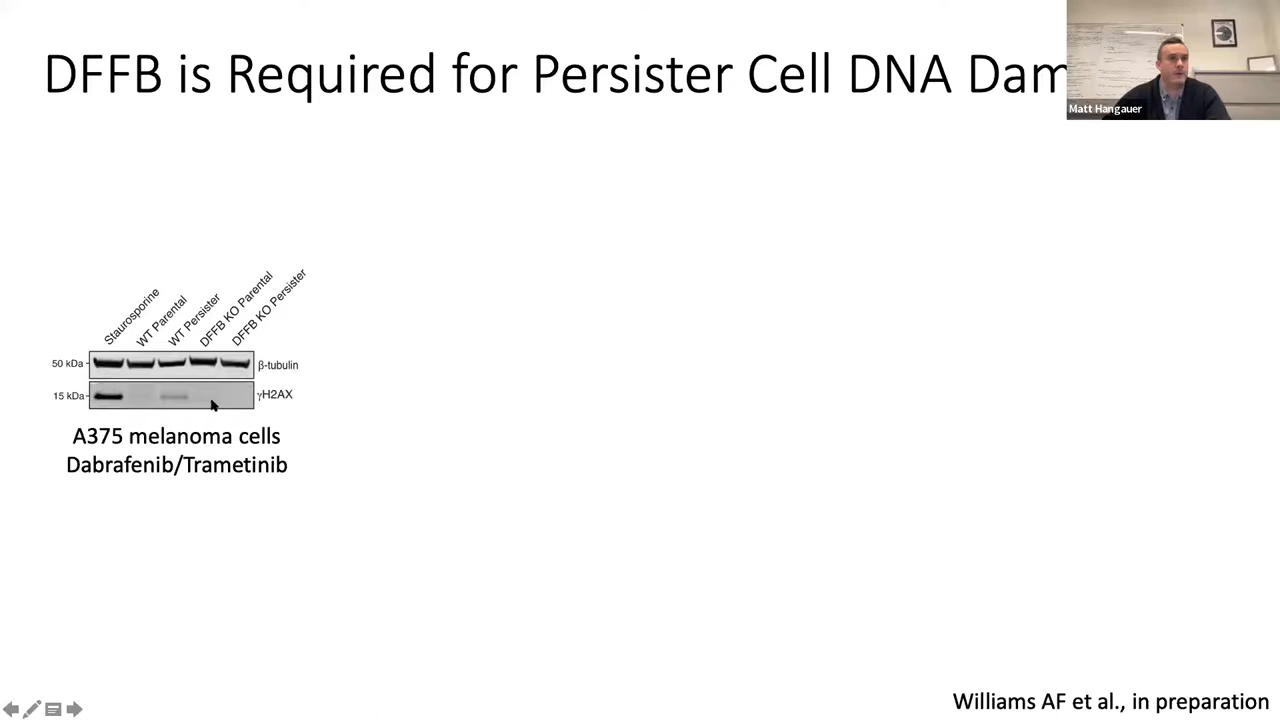 DFFB is Required for Persister Cell DNA Dam
Matt Hangauer
Staurosporine
WT Parental
WT Persister
DFFB KO Parental
DFFB KO Persister
50 kDa
β-tubulin
15 kDa
γH2AX
A375 melanoma cells
Dabrafenib/Trametinib
Williams AF et al., in preparation